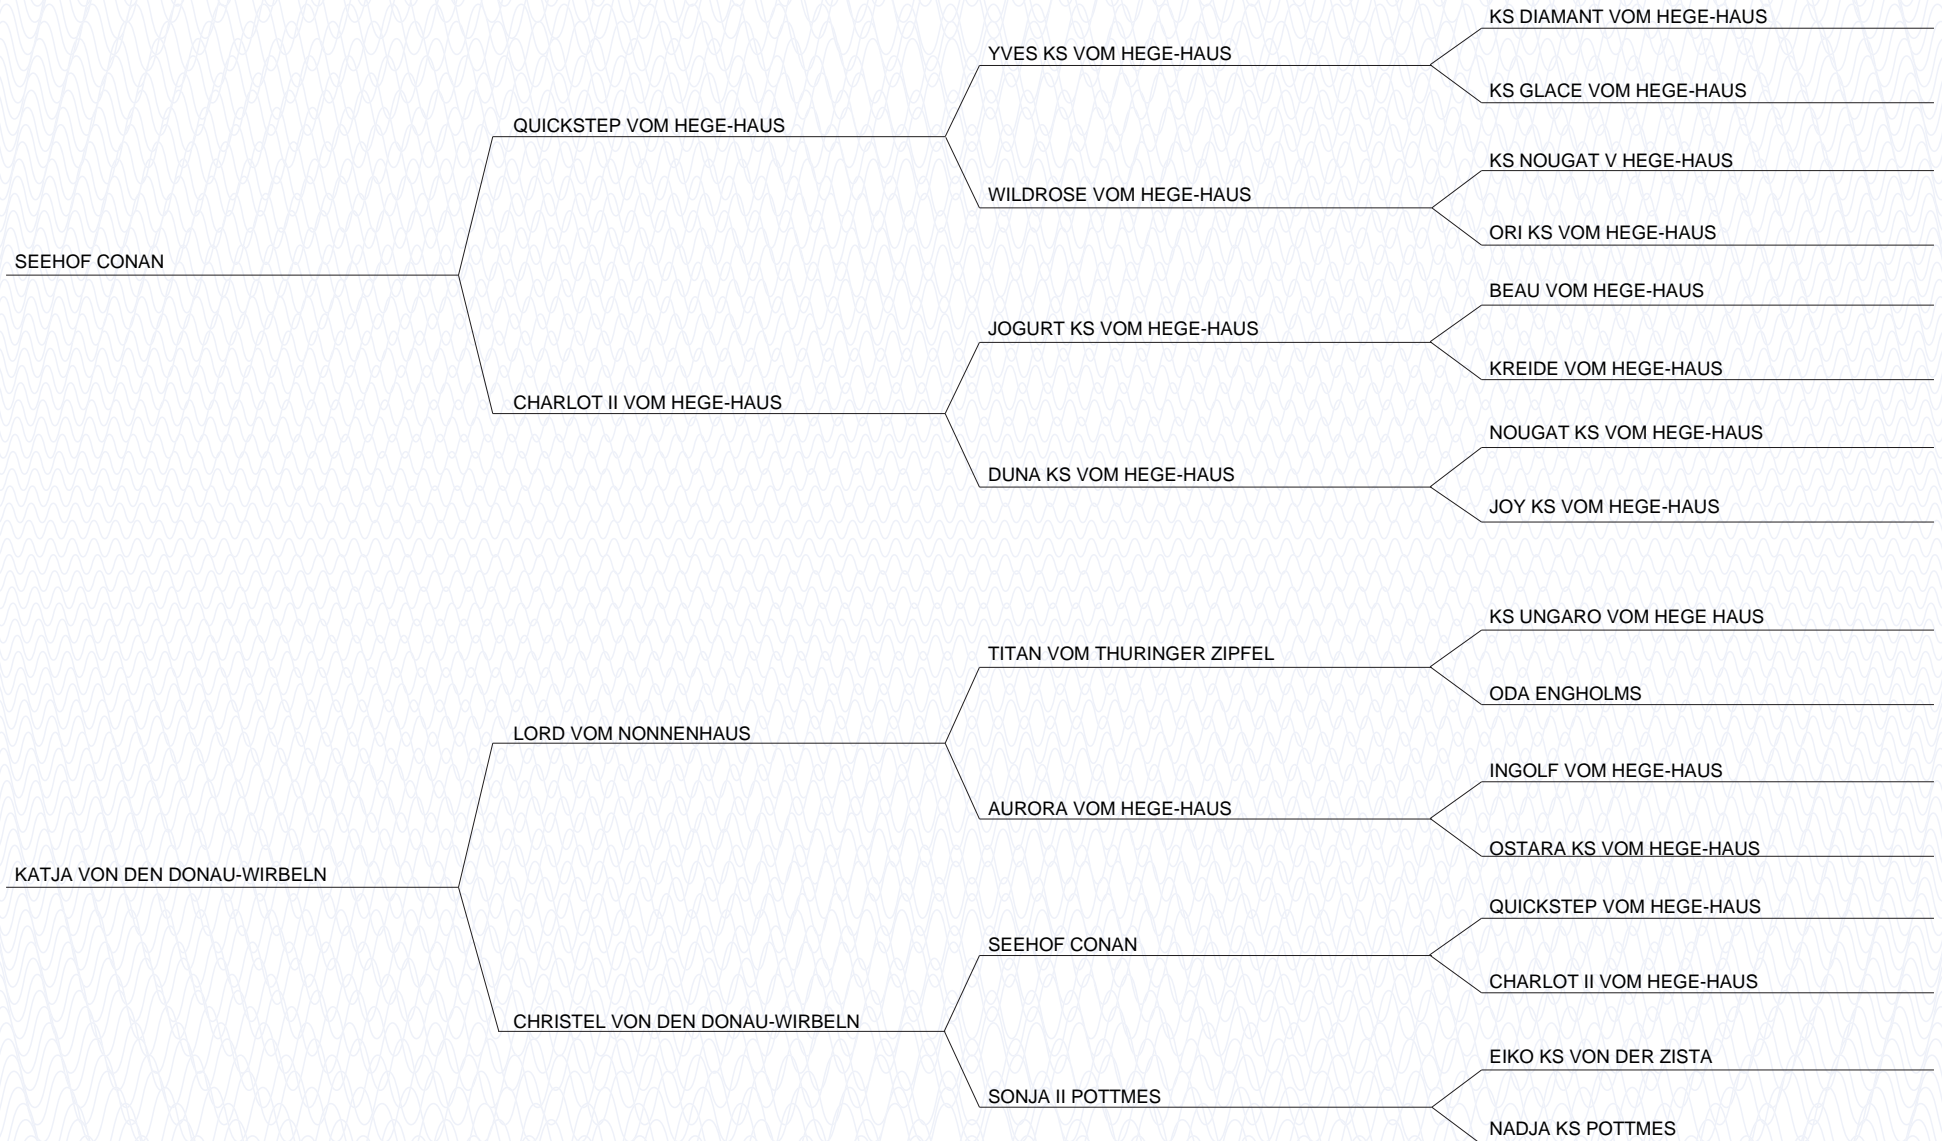 KS DIAMANT VOM HEGE-HAUS
YVES KS VOM HEGE-HAUS
KS GLACE VOM HEGE-HAUS
QUICKSTEP VOM HEGE-HAUS
KS NOUGAT V HEGE-HAUS
WILDROSE VOM HEGE-HAUS
ORI KS VOM HEGE-HAUS
SEEHOF CONAN
BEAU VOM HEGE-HAUS
JOGURT KS VOM HEGE-HAUS
KREIDE VOM HEGE-HAUS
CHARLOT II VOM HEGE-HAUS
NOUGAT KS VOM HEGE-HAUS
DUNA KS VOM HEGE-HAUS
JOY KS VOM HEGE-HAUS
KS UNGARO VOM HEGE HAUS
TITAN VOM THURINGER ZIPFEL
ODA ENGHOLMS
LORD VOM NONNENHAUS
INGOLF VOM HEGE-HAUS
AURORA VOM HEGE-HAUS
OSTARA KS VOM HEGE-HAUS
KATJA VON DEN DONAU-WIRBELN
QUICKSTEP VOM HEGE-HAUS
SEEHOF CONAN
CHARLOT II VOM HEGE-HAUS
CHRISTEL VON DEN DONAU-WIRBELN
EIKO KS VON DER ZISTA
SONJA II POTTMES
NADJA KS POTTMES